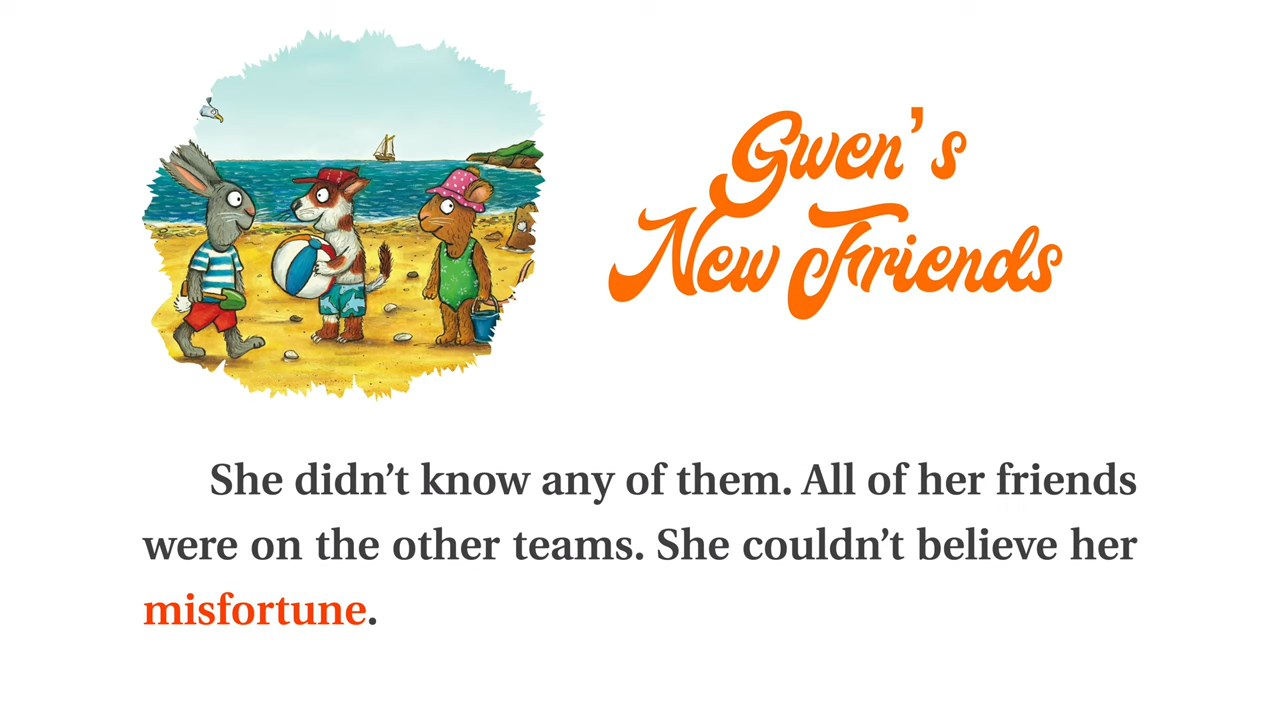 Gwen's
New Friends
She didn't know any of them. All of her friends
were on the other teams. She couldn't believe her
misfortune.